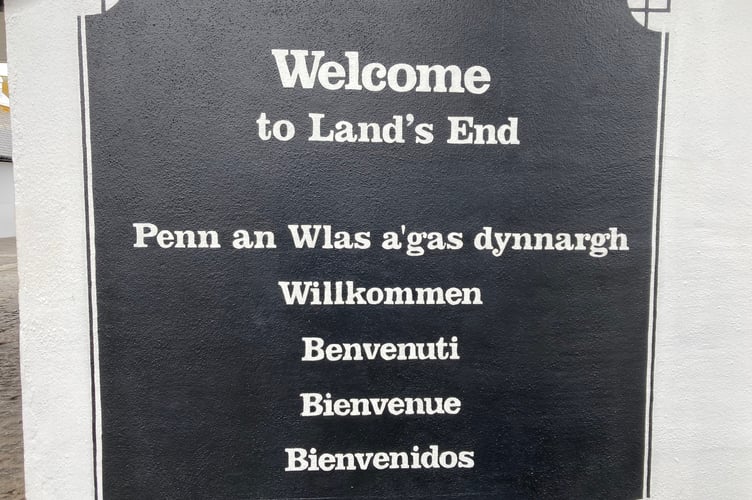 Welcome
to Land's End
Penn an Wlas a'gas dynnargh
Willkommen
Benvenuti
Bienvenue
Bienvenidos